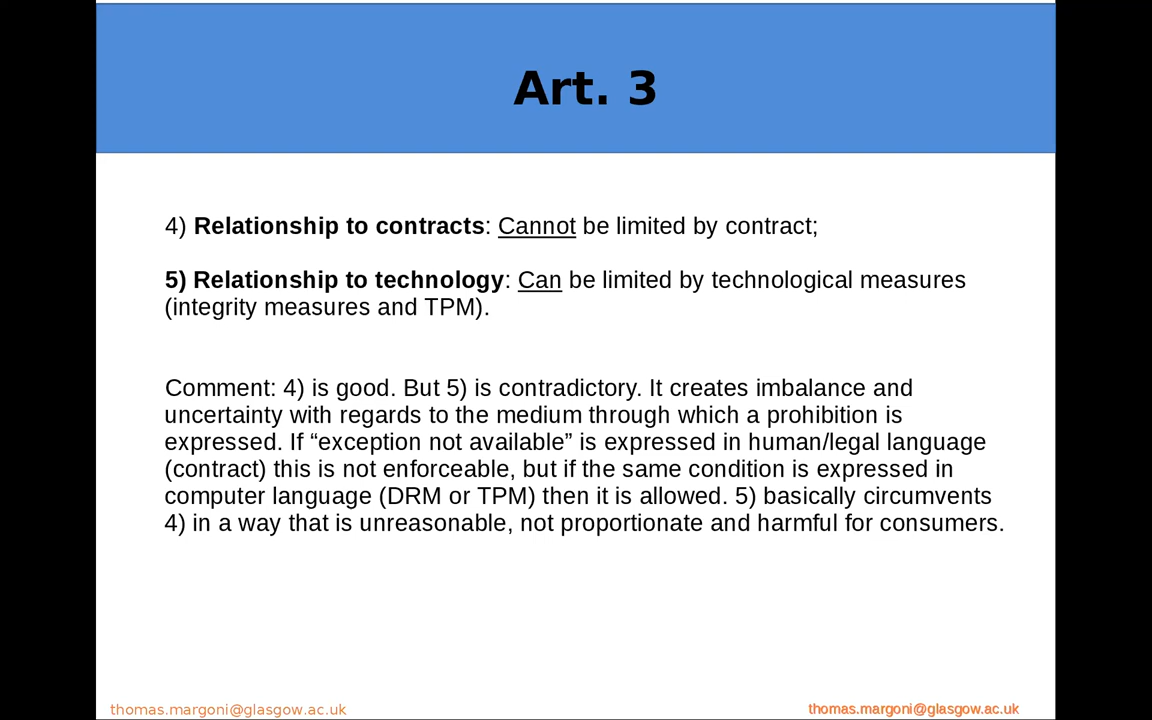 Art. 3
4) Relationship to contracts: Cannot be limited by contract;
5) Relationship to technology: Can be limited by technological measures
(integrity measures and TPM).
Comment: 4) is good. But 5) is contradictory. It creates imbalance and
uncertainty with regards to the medium through which a prohibition is
expressed. If “exception not available” is expressed in human/legal language
(contract) this is not enforceable, but if the same condition is expressed in
computer language (DRM or TPM) then it is allowed. 5) basically circumvents
4) in a way that is unreasonable, not proportionate and harmful for consumers.
thomas.margoni@glasgow.ac.uk
thomas.margoni@glasgow.ac.uk